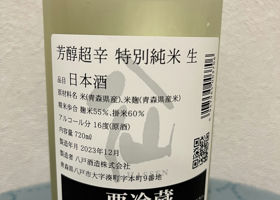 芳醇超辛 特別純米 生
品目 日本酒
原材料名 米(青森県産)、米麹(青森県産米)
精米歩合 麹米55%、掛米60%
アルコール分 16度(原酒)
内容量 720ml
製造年月 2023年12月
製造者 八戸酒造株式会社
青森県八戸市大字湊町字本町9番地
要冷蔵